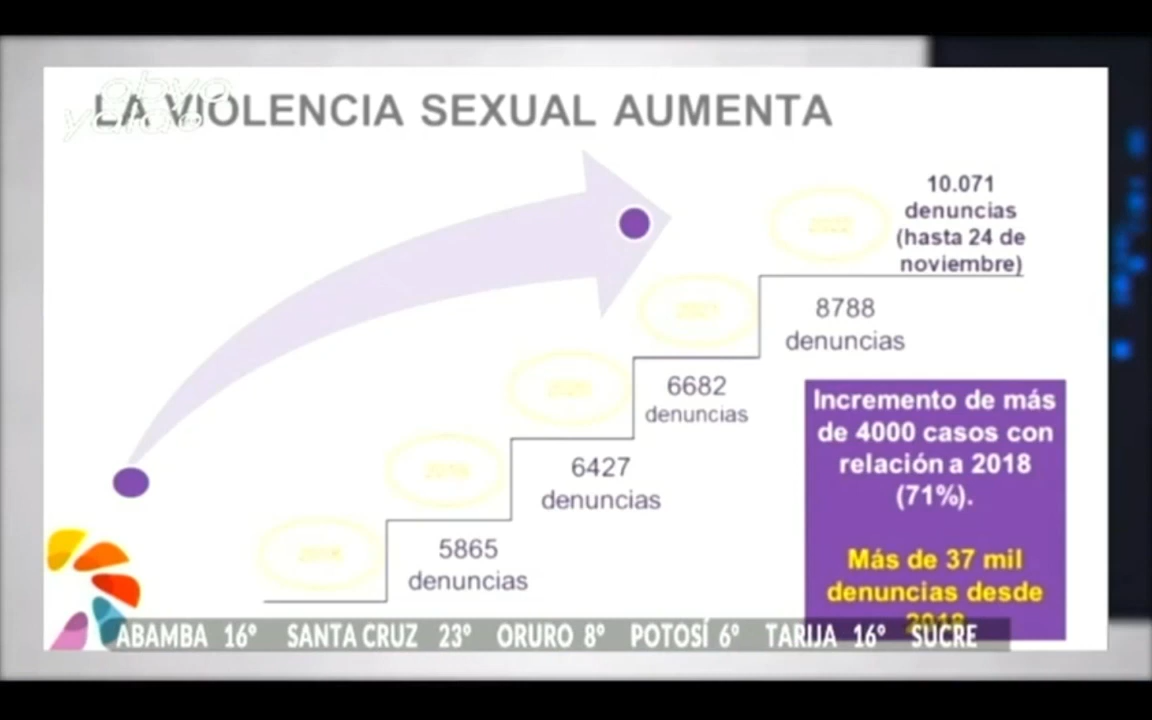 LA VIOLENCIA SEXUAL AUMENTA
10.071
denuncias
(hasta 24 de
noviembre)
8788
denuncias
6682
denuncias
6427
denuncias
5865
denuncias
Incremento de más
de 4000 casos con
relación a 2018
(71%).
Más de 37 mil
denuncias desde
2018
ABAMBA 16° SANTA CRUZ 23° ORURO 8° POTOSÍ 6° TARIJA 16° SUCRE